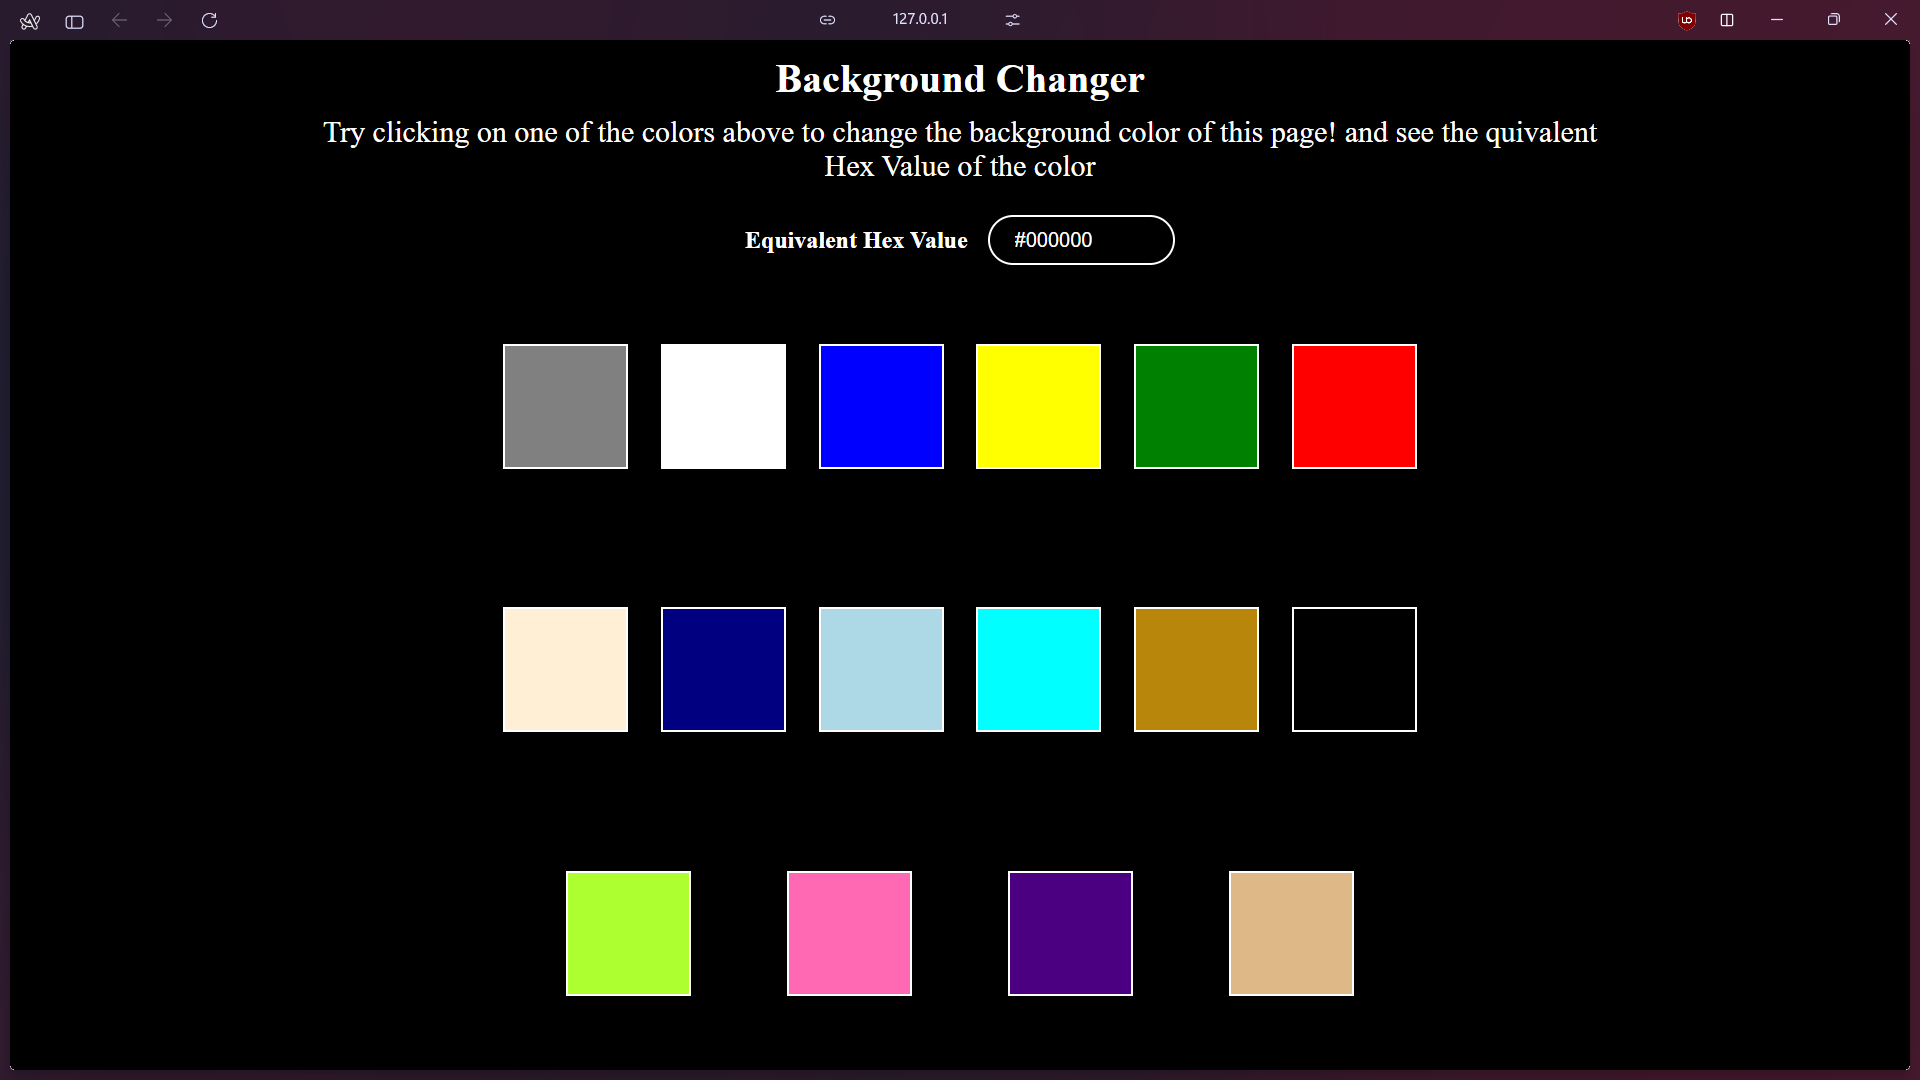 127.0.0.1
Background Changer
Try clicking on one of the colors above to change the background color of this page! and see the quivalent
Hex Value of the color
Equivalent Hex Value
#000000